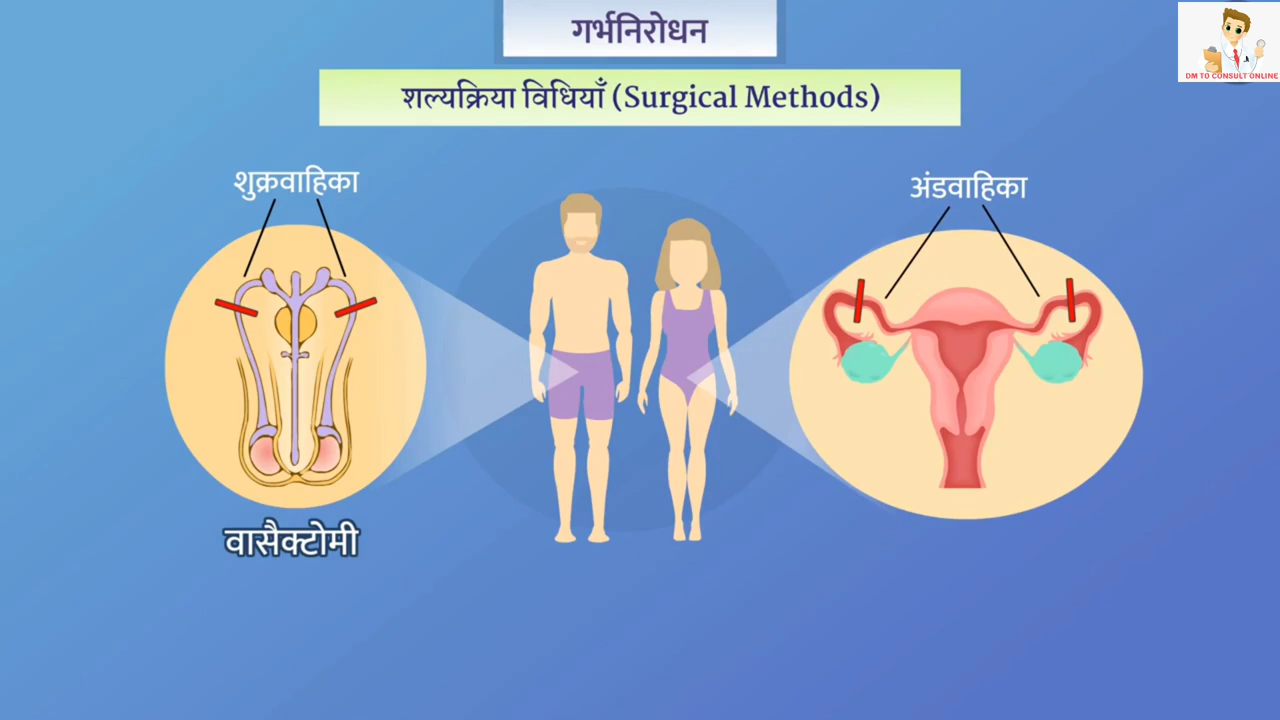 गर्भनिरोधन
DM TO CONSULT ONLINE
शल्यक्रिया विधियाँ (Surgical Methods)
शुक्रवाहिका
अंडवाहिका
वासैक्टोमी